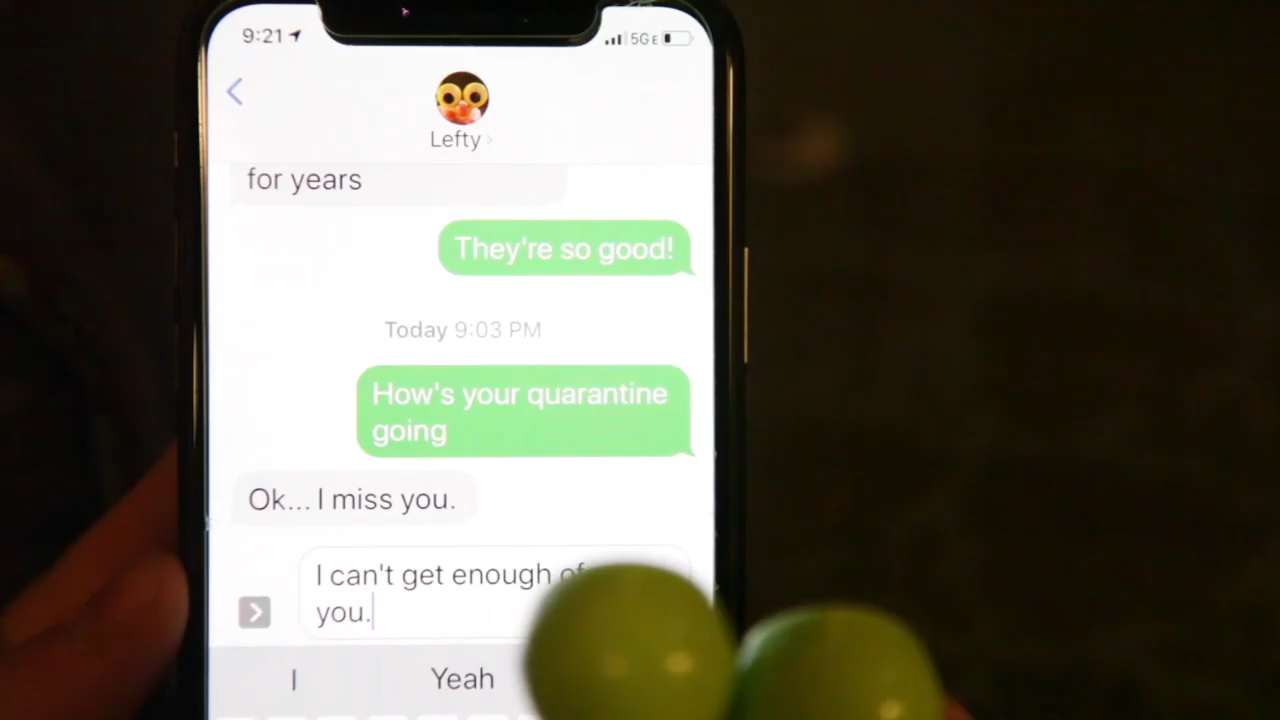 9:21
5GE
Lefty
for years
They're so good!
Today 9:03 PM
How's your quarantine
going
Ok... I miss you.
I can't get enough of
you.
I
Yeah